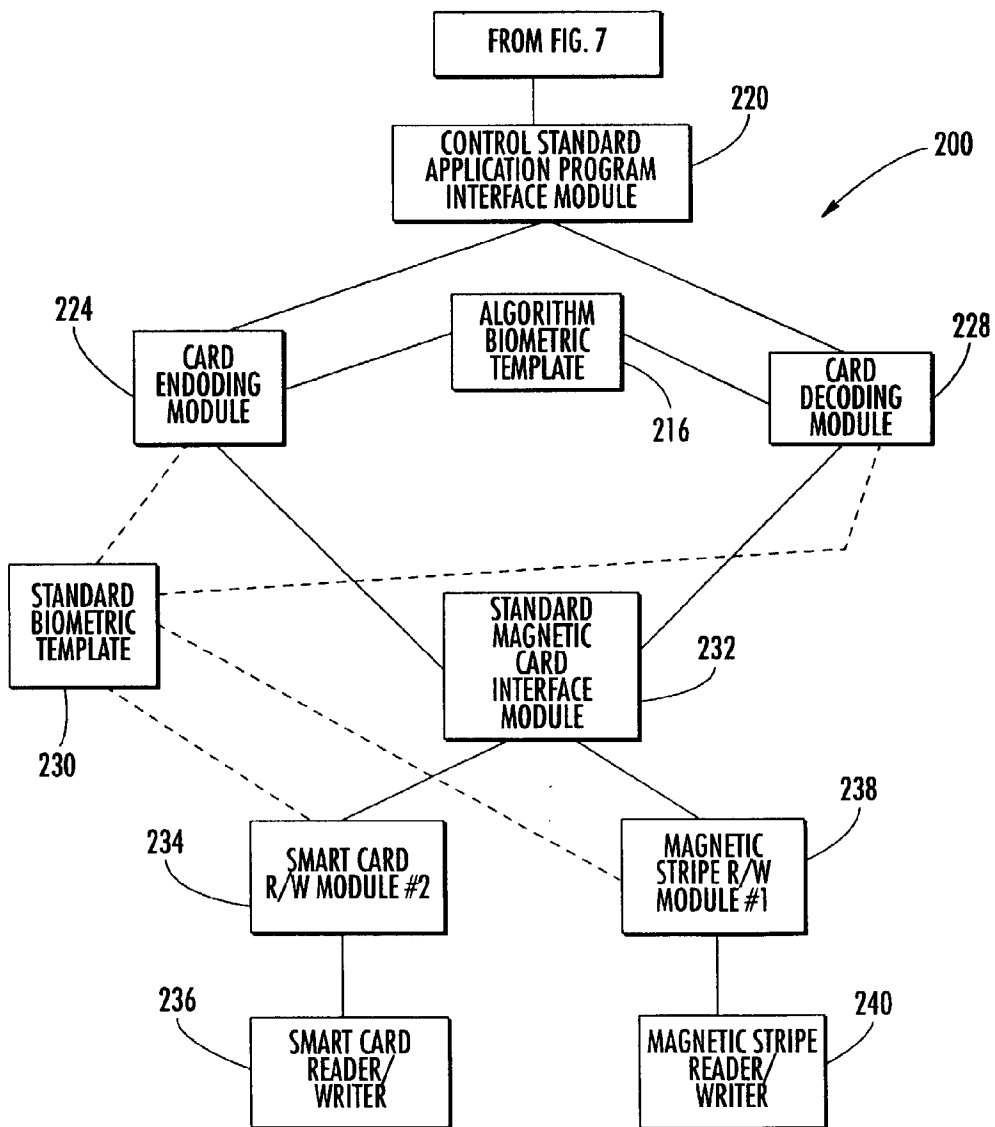 FROM FIG. 7
220
CONTROL STANDARD
APPLICATION PROGRAM
INTERFACE MODULE
200
224
ALGORITHM
BIOMETRIC
TEMPLATE
228
CARD
ENDODING
MODULE
216
CARD
DECODING
MODULE
STANDARD
BIOMETRIC
TEMPLATE
230
STANDARD
MAGNETIC
CARD
INTERFACE
MODULE
232
234
SMART CARD
R/W MODULE #2
238
MAGNETIC
STRIPE R/W
MODULE #1
236
SMART CARD
READER/
WRITER
240
MAGNETIC STRIPE
READER/
WRITER